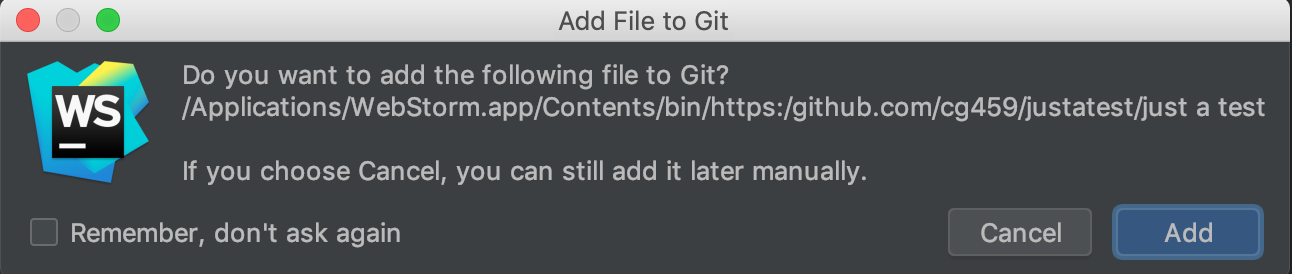 Add File to Git
Do you want to add the following file to Git?
/Applications/WebStorm.app/Contents/bin/https:/github.com/cg459/justatest/just a test
WS
If you choose Cancel, you can still add it later manually.
Remember, don't ask again
Cancel
Add